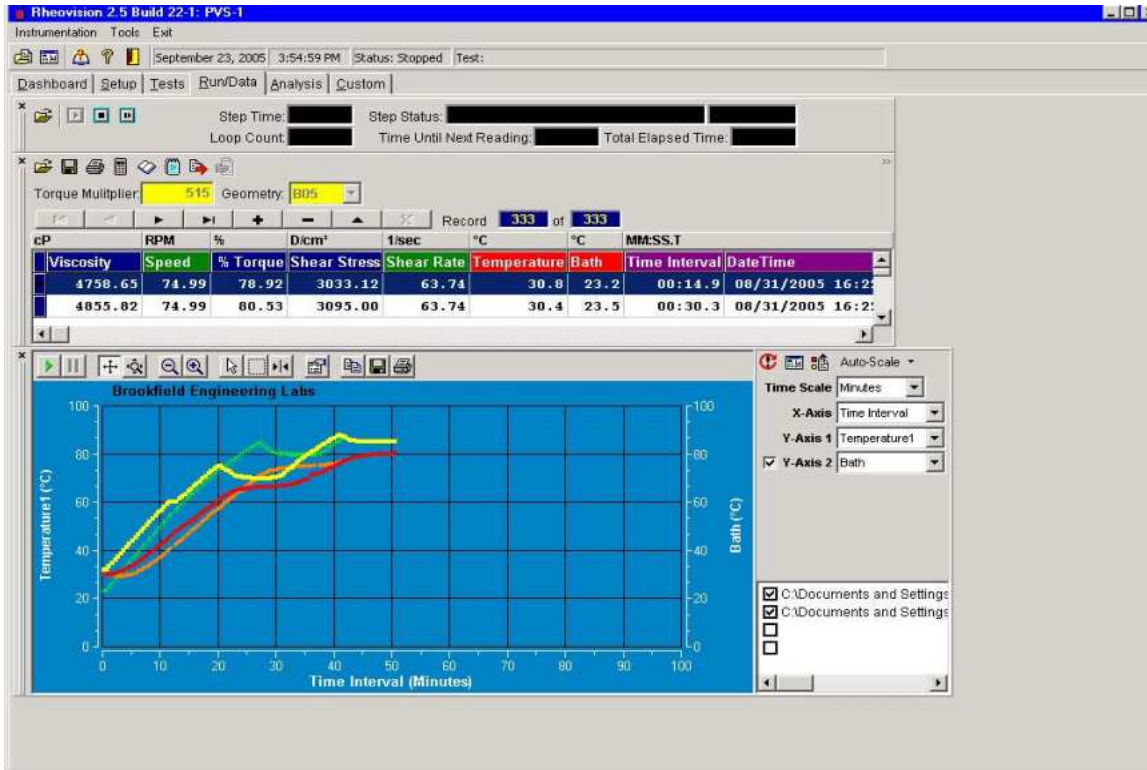 Rheovision 2.5 Build 22-1: PVS-1
Instrumentation Tools Exit
September 23, 2005 3:54:59 PM Status: Stopped Test:
Dashboard Setup Tests Run/Data Analysis Custom
Step Time: Step Status:
Loop Count: Time Until Next Reading: Total Elapsed Time:
Torque Mulitplier: 515 Geometry: B05
Record 333 of 333
cP RPM % D/cm² 1/sec °C °C MM:SS.T
Viscosity Speed % Torque Shear Stress Shear Rate Temperature Bath Time Interval DateTime
4758.65 74.99 78.92 3033.12 63.74 30.8 23.2 00:14.9 08/31/2005 16:2
4855.82 74.99 80.53 3095.00 63.74 30.4 23.5 00:30.3 08/31/2005 16:2
Auto-Scale
Time Scale Minutes
X-Axis Time Interval
Y-Axis 1 Temperature1
Y-Axis 2 Bath
Brookfield Engineering Labs
100 100
80 80
60 60
40 40
20 20
0 0
Temperature1 (°C)
Bath (°C)
0 10 20 30 40 50 60 70 80 90 100
Time Interval (Minutes)
C:\Documents and Settings
C:\Documents and Settings